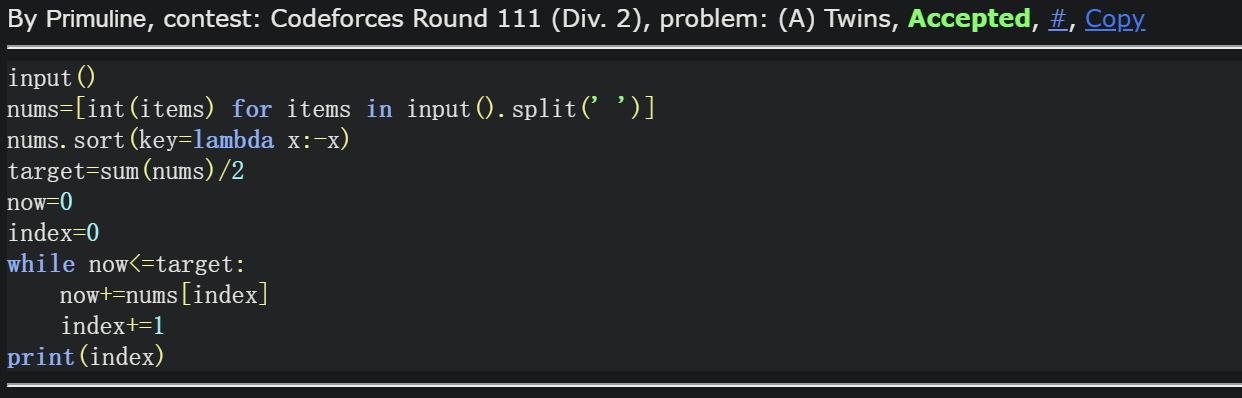 By Primuline, contest: Codeforces Round 111 (Div. 2), problem: (A) Twins, Accepted, #, Copy
input()
nums=[int(items) for items in input().split(' ')]
nums.sort(key=lambda x:-x)
target=sum(nums)/2
now=0
index=0
while now<=target:
    now+=nums[index]
    index+=1
print(index)